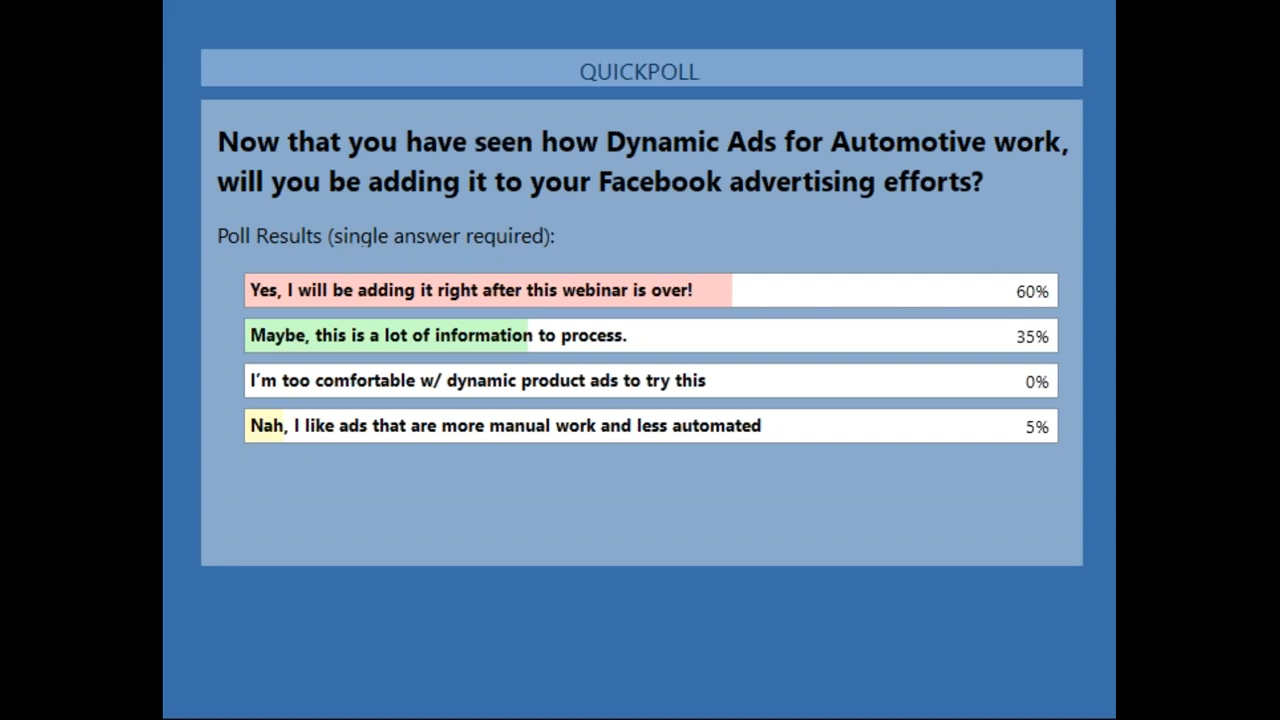 QUICKPOLL
Now that you have seen how Dynamic Ads for Automotive work,
will you be adding it to your Facebook advertising efforts?
Poll Results (single answer required):
Yes, I will be adding it right after this webinar is over! 60%
Maybe, this is a lot of information to process. 35%
I'm too comfortable w/ dynamic product ads to try this 0%
Nah, I like ads that are more manual work and less automated 5%